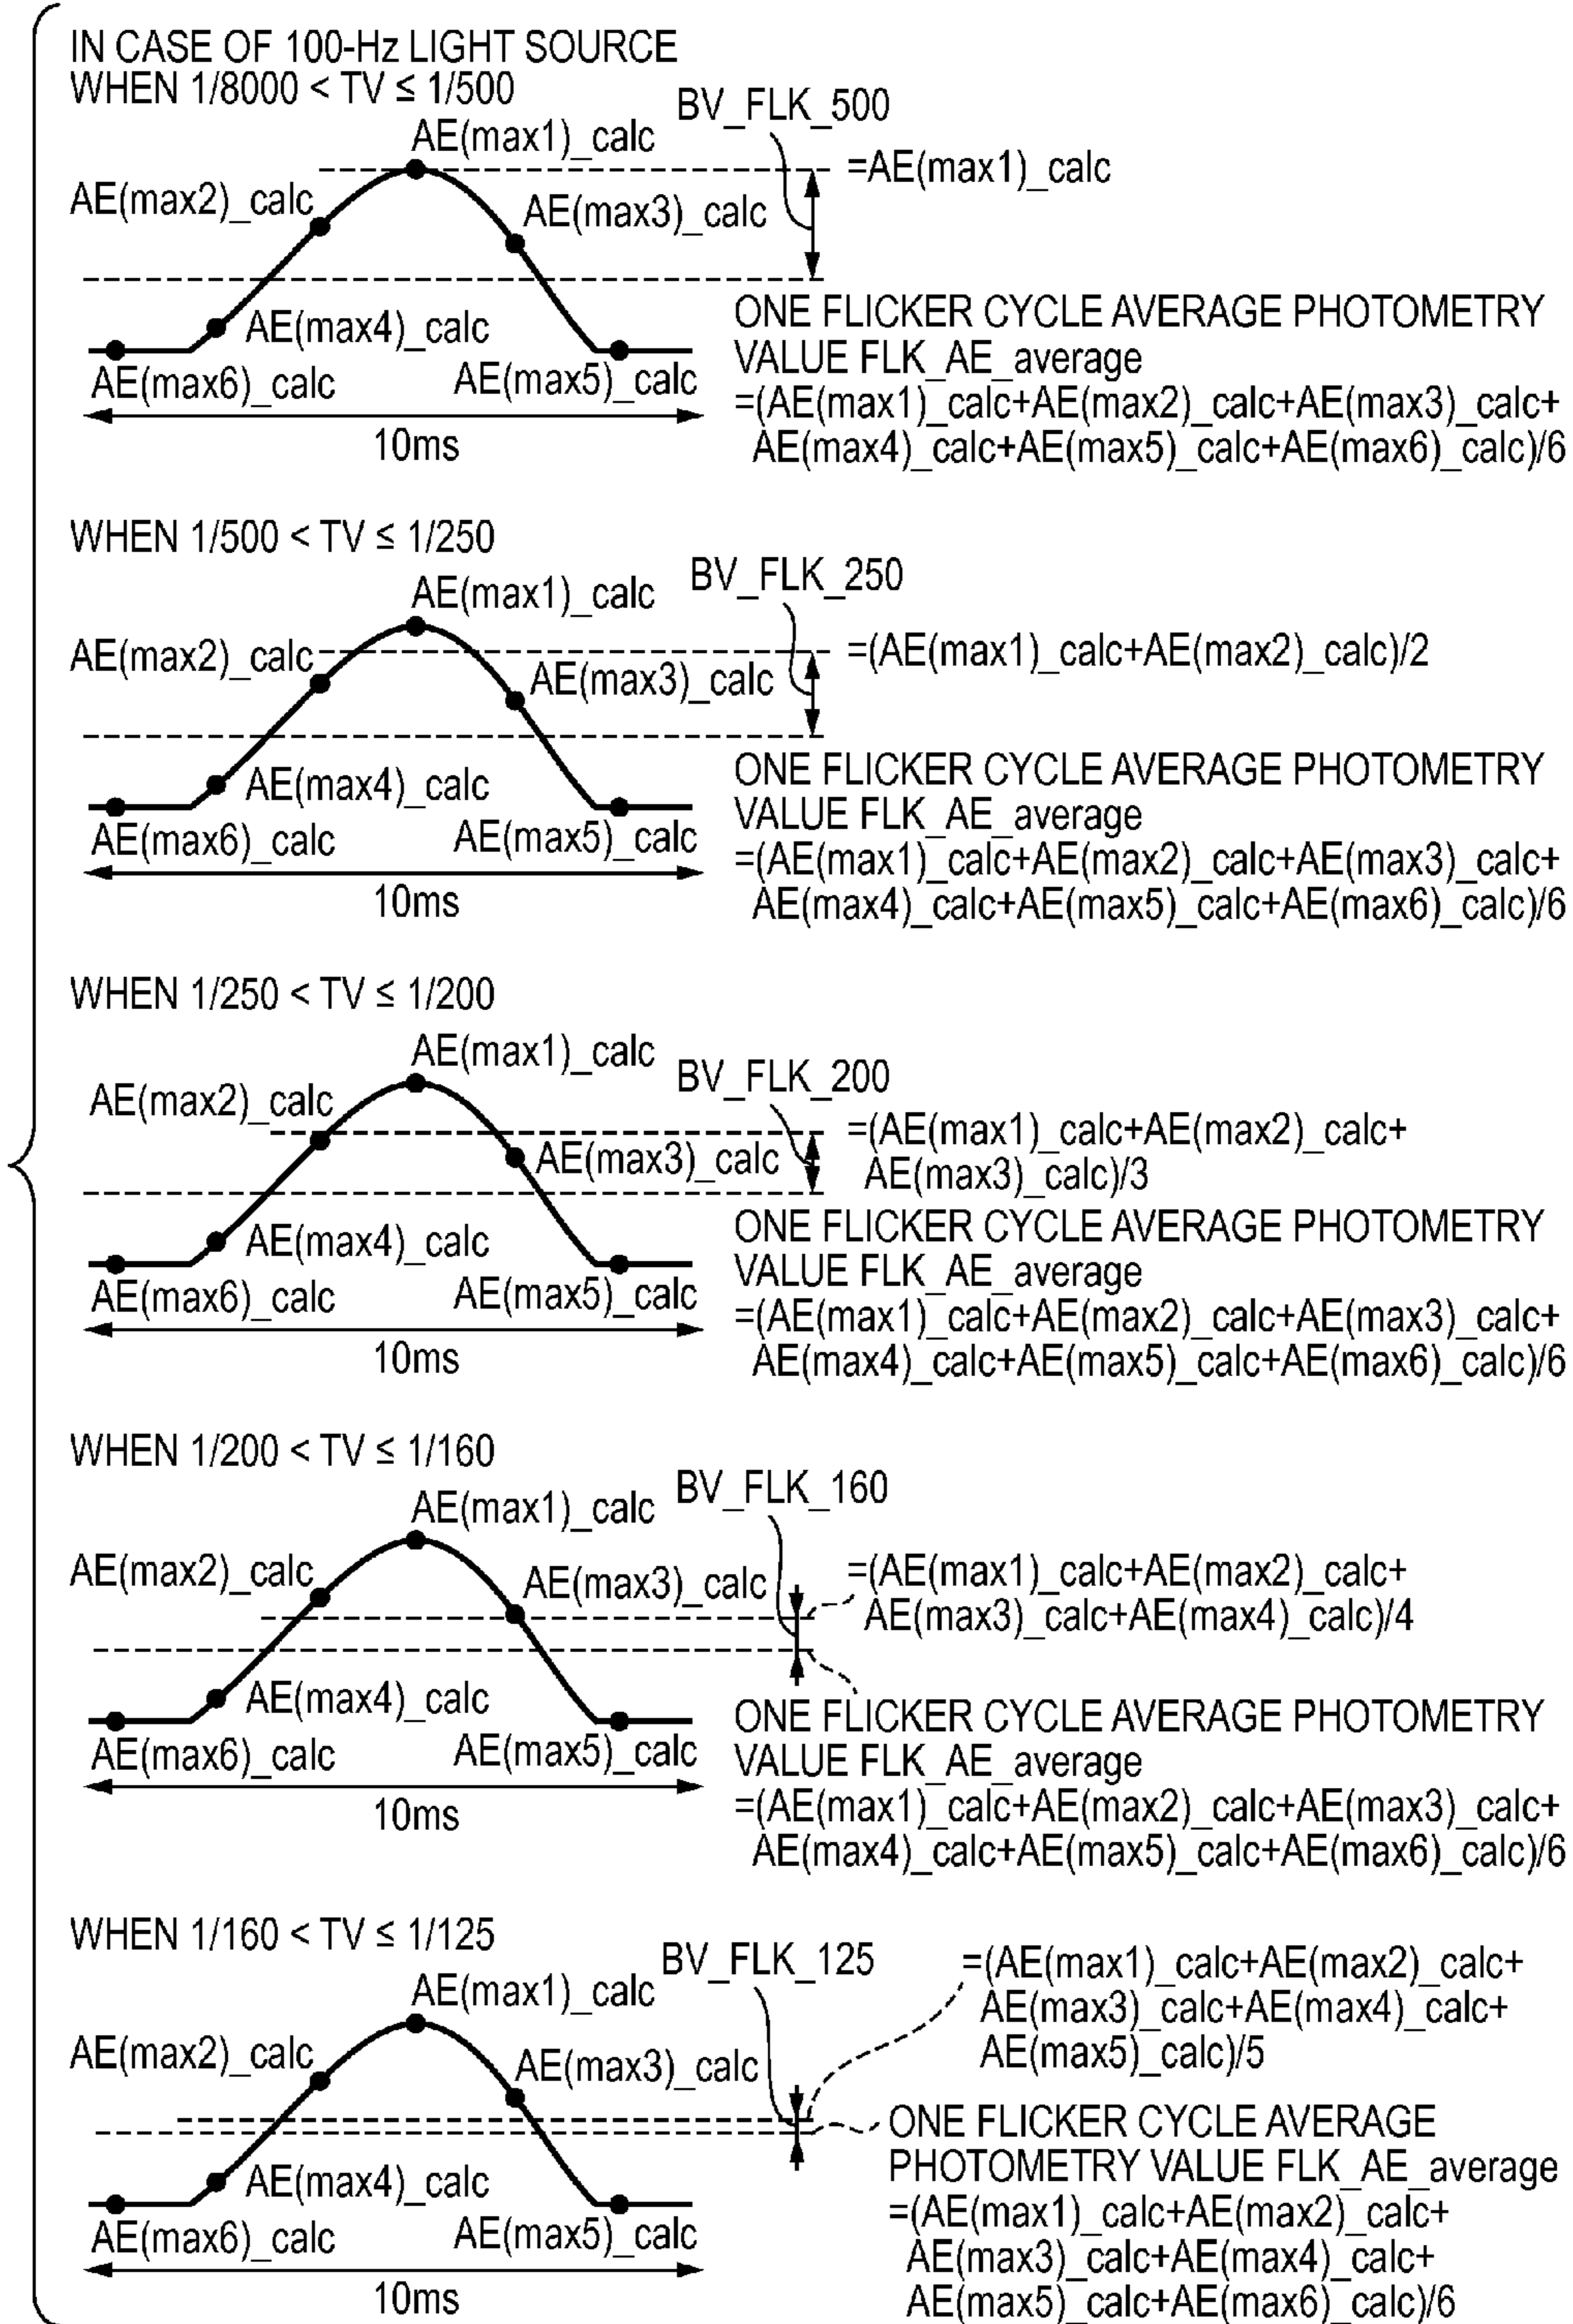 IN CASE OF 100-Hz LIGHT SOURCE
WHEN 1/8000 < TV ≤ 1/500
BV_FLK_500
AE(max1)_calc
=AE(max1)_calc
AE(max2)_calc
AE(max3)_calc
AE(max4)_calc
AE(max6)_calc
AE(max5)_calc
10ms
ONE FLICKER CYCLE AVERAGE PHOTOMETRY
VALUE FLK_AE_average
=(AE(max1)_calc+AE(max2)_calc+AE(max3)_calc+
AE(max4)_calc+AE(max5)_calc+AE(max6)_calc)/6
WHEN 1/500 < TV ≤ 1/250
BV_FLK_250
AE(max1)_calc
=(AE(max1)_calc+AE(max2)_calc)/2
AE(max2)_calc
AE(max3)_calc
AE(max4)_calc
AE(max6)_calc
AE(max5)_calc
10ms
ONE FLICKER CYCLE AVERAGE PHOTOMETRY
VALUE FLK_AE_average
=(AE(max1)_calc+AE(max2)_calc+AE(max3)_calc+
AE(max4)_calc+AE(max5)_calc+AE(max6)_calc)/6
WHEN 1/250 < TV ≤ 1/200
AE(max1)_calc
BV_FLK_200
AE(max2)_calc
=(AE(max1)_calc+AE(max2)_calc+
AE(max3)_calc)/3
AE(max3)_calc
AE(max4)_calc
AE(max6)_calc
AE(max5)_calc
10ms
ONE FLICKER CYCLE AVERAGE PHOTOMETRY
VALUE FLK_AE_average
=(AE(max1)_calc+AE(max2)_calc+AE(max3)_calc+
AE(max4)_calc+AE(max5)_calc+AE(max6)_calc)/6
WHEN 1/200 < TV ≤ 1/160
BV_FLK_160
AE(max1)_calc
AE(max2)_calc
AE(max3)_calc
=(AE(max1)_calc+AE(max2)_calc+
AE(max3)_calc+AE(max4)_calc)/4
AE(max4)_calc
AE(max6)_calc
AE(max5)_calc
10ms
ONE FLICKER CYCLE AVERAGE PHOTOMETRY
VALUE FLK_AE_average
=(AE(max1)_calc+AE(max2)_calc+AE(max3)_calc+
AE(max4)_calc+AE(max5)_calc+AE(max6)_calc)/6
WHEN 1/160 < TV ≤ 1/125
BV_FLK_125
AE(max1)_calc
=(AE(max1)_calc+AE(max2)_calc+
AE(max3)_calc+AE(max4)_calc+
AE(max5)_calc)/5
AE(max2)_calc
AE(max3)_calc
AE(max4)_calc
AE(max6)_calc
AE(max5)_calc
10ms
ONE FLICKER CYCLE AVERAGE
PHOTOMETRY VALUE FLK_AE_average
=(AE(max1)_calc+AE(max2)_calc+
AE(max3)_calc+AE(max4)_calc+
AE(max5)_calc+AE(max6)_calc)/6